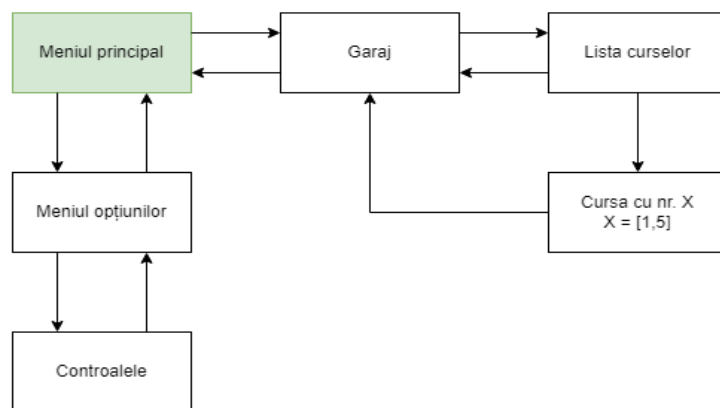 Meniul principal
Garaj
Lista curselor
Meniul opțiunilor
Cursa cu nr. X
X = [1,5]
Controalele